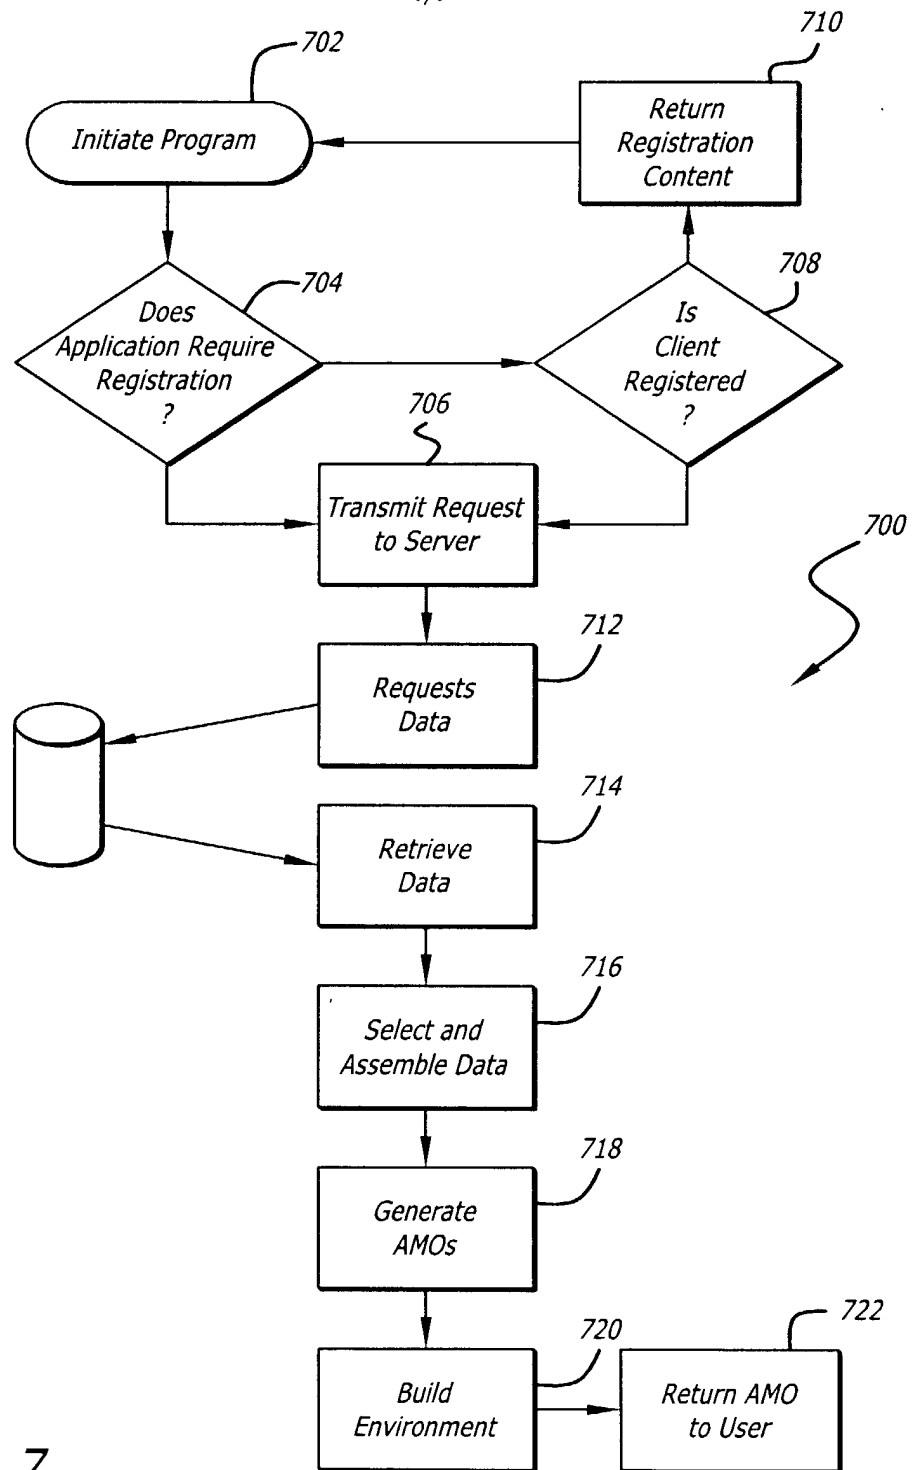 702
Initiate Program
710
Return
Registration
Content
704
Does
Application Require
Registration
?
708
Is
Client
Registered
?
706
Transmit Request
to Server
700
712
Requests
Data
714
Retrieve
Data
716
Select and
Assemble Data
718
Generate
AMOs
720
Build
Environment
722
Return AMO
to User
7